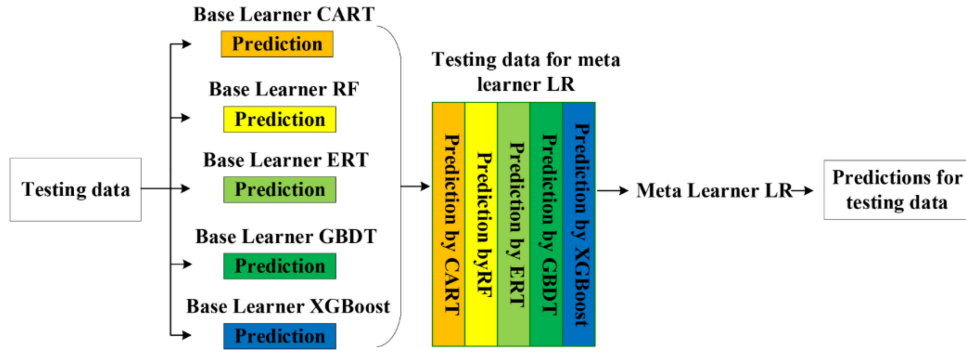 Testing data
Base Learner CART
Prediction
Base Learner RF
Prediction
Base Learner ERT
Prediction
Base Learner GBDT
Prediction
Base Learner XGBoost
Prediction
Testing data for meta
learner LR
Prediction by CART
Prediction byRF
Prediction by ERT
Prediction by GBDT
Prediction by XGBoost
Meta Learner LR
Predictions for
testing data